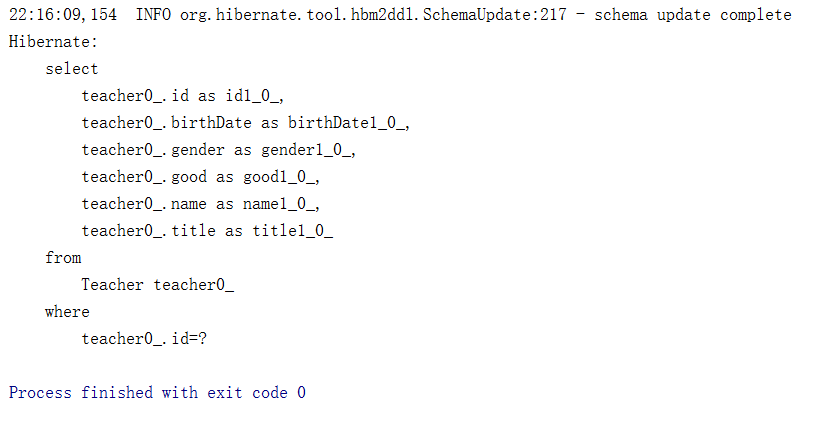 22:16:09,154  INFO org.hibernate.tool.hbm2ddl.SchemaUpdate:217 - schema update complete
Hibernate:
    select
        teacher0_.id as id1_0_,
        teacher0_.birthDate as birthDate1_0_,
        teacher0_.gender as gender1_0_,
        teacher0_.good as good1_0_,
        teacher0_.name as name1_0_,
        teacher0_.title as title1_0_
    from
        Teacher teacher0_
    where
        teacher0_.id=?
Process finished with exit code 0